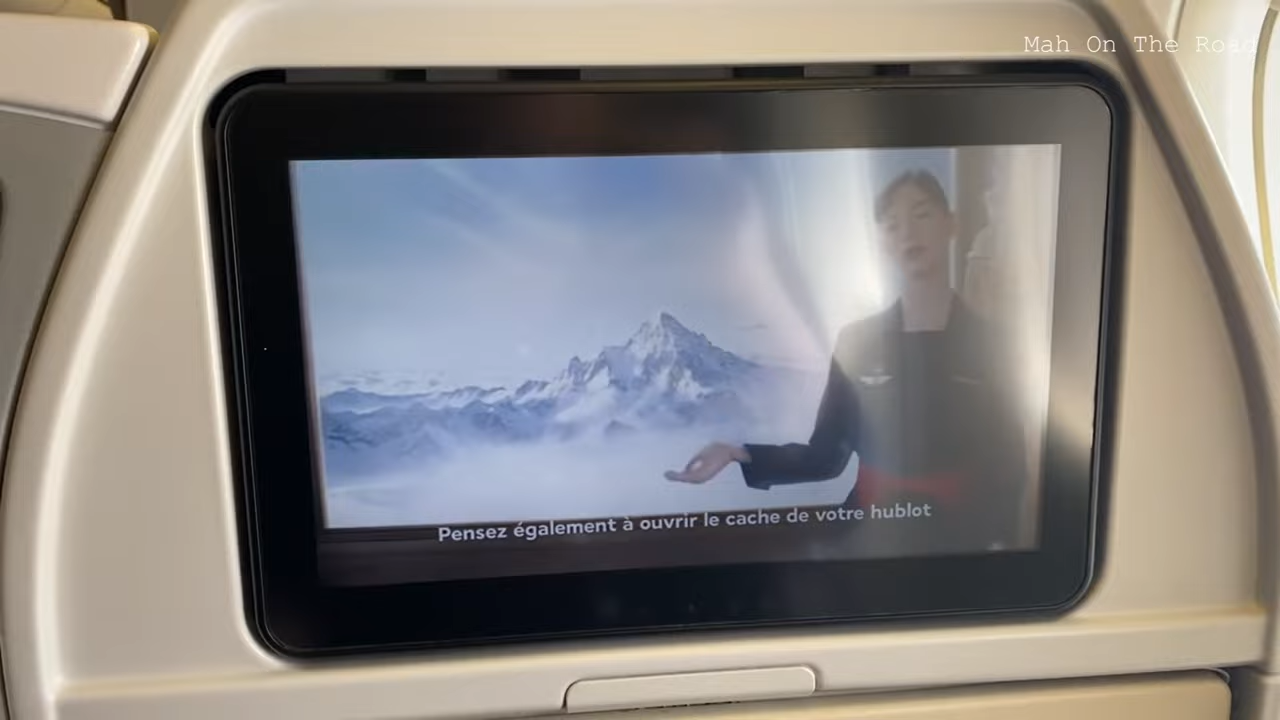 Mah On The Road
Pensez également à ouvrir le cache de votre hublot